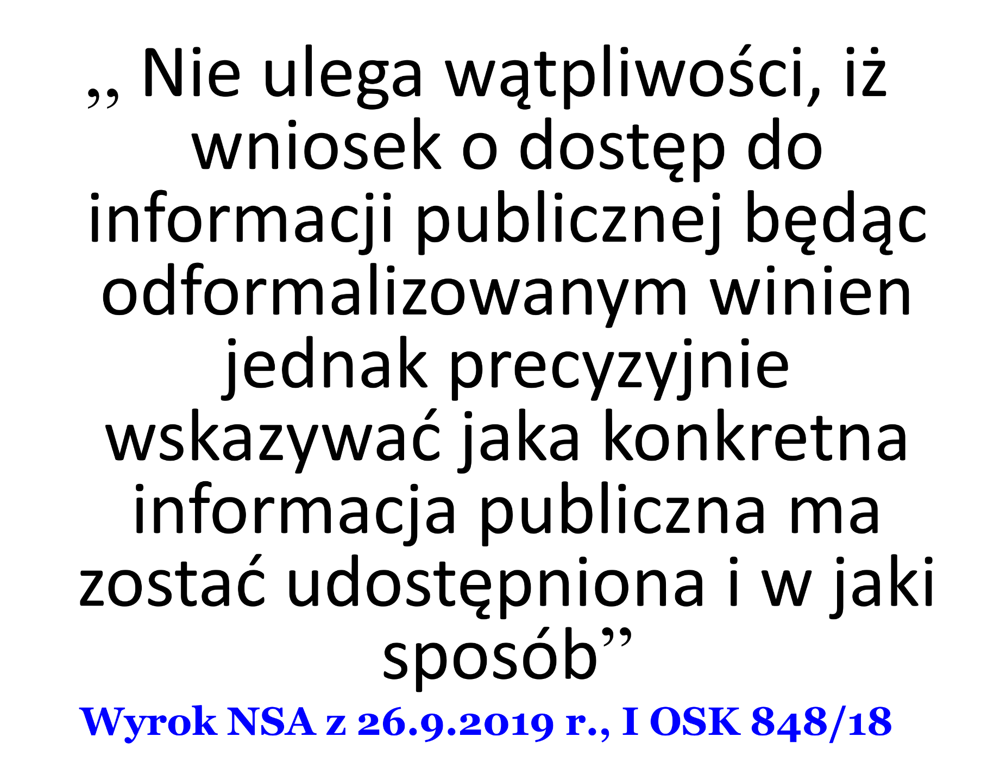 ,, Nie ulega wątpliwości, iż
wniosek o dostęp do
informacji publicznej będąc
odformalizowanym winien
jednak precyzyjnie
wskazywać jaka konkretna
informacja publiczna ma
zostać udostępniona i w jaki
sposób”
Wyrok NSA z 26.9.2019 r., I OSK 848/18